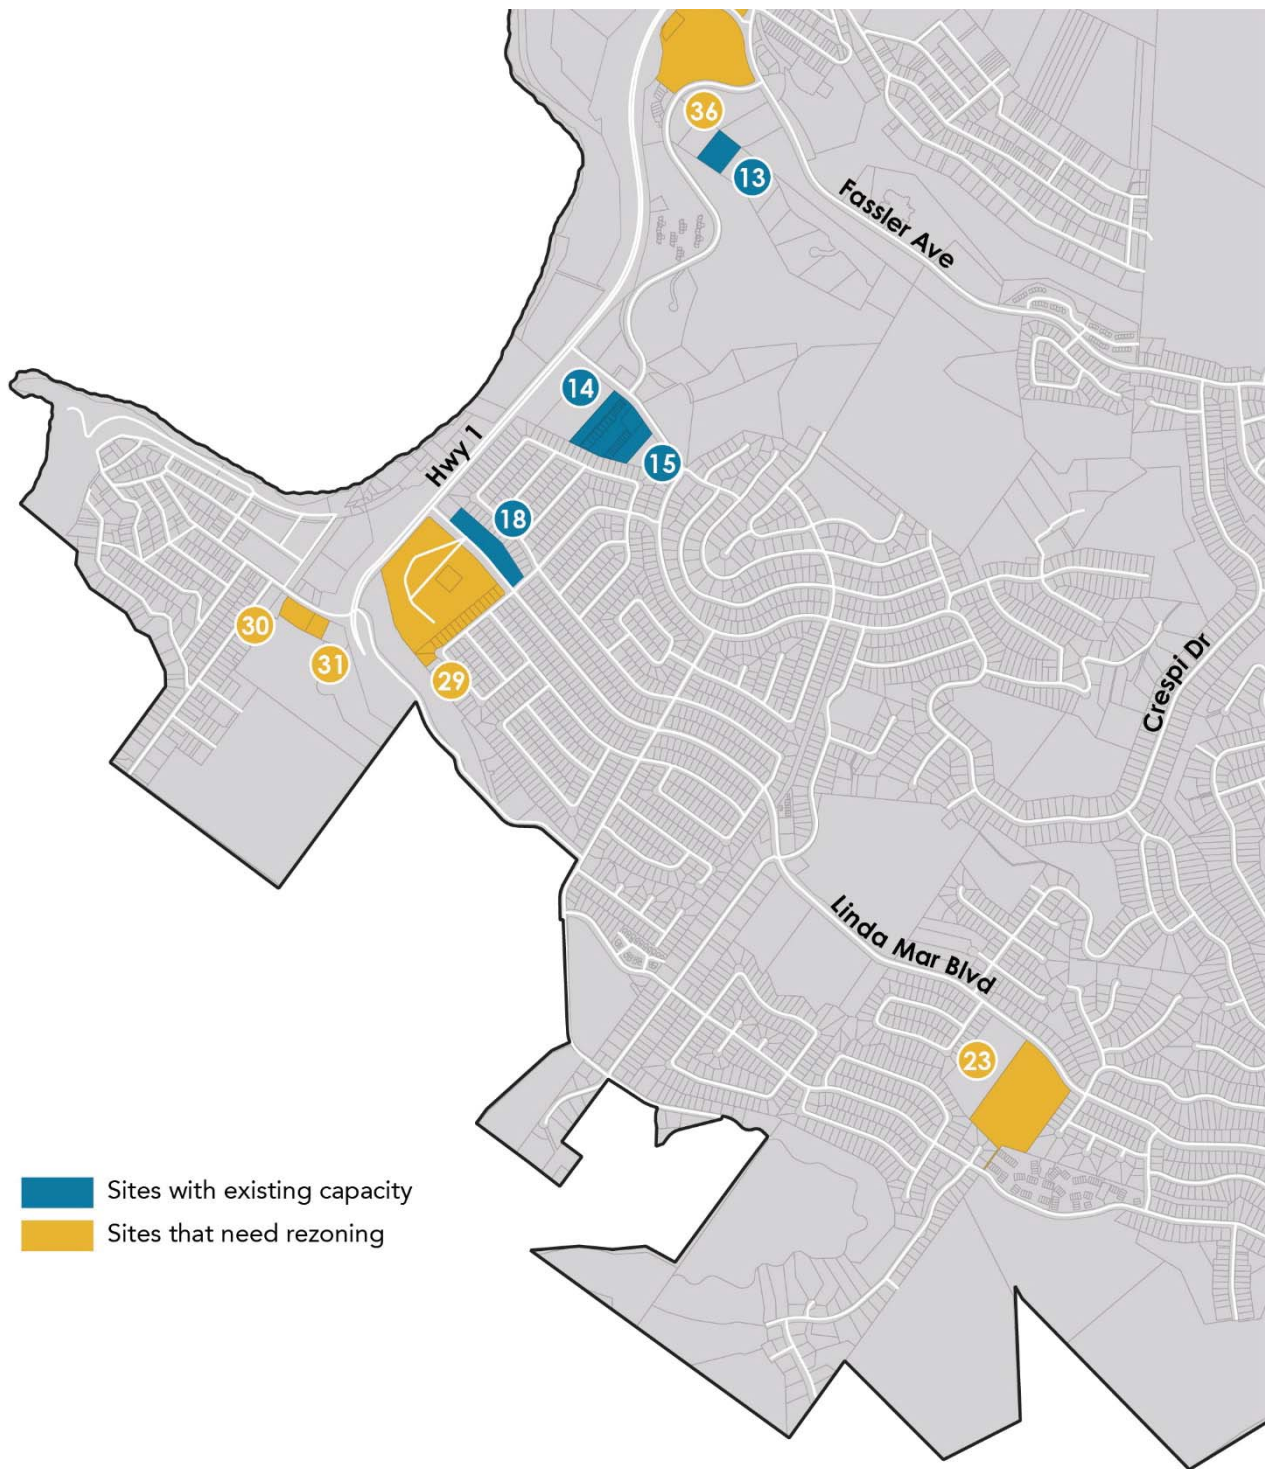 36
13
Fassler Ave
14
Hwy 1
15
18
30
31
29
Crespi Dr
Linda Mar Blvd
23
Sites with existing capacity
Sites that need rezoning